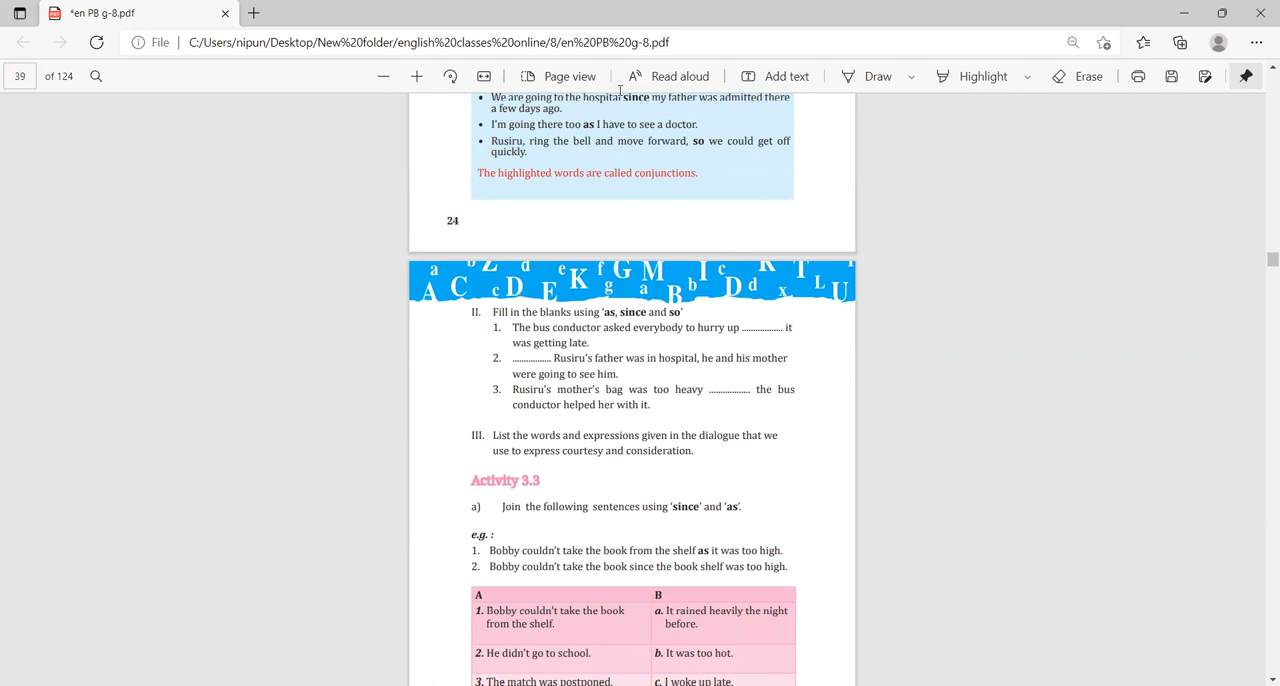 *en PB g-8.pdf
File
C:/Users/nipun/Desktop/New%20folder/english%20classes%20online/8/en%20PB%20g-8.pdf
39 of 124
Page view
Read aloud
Add text
Draw
Highlight
Erase
• We are going to the hospital since my father was admitted there
a few days ago.
• I'm going there too as I have to see a doctor.
• Rusiru, ring the bell and move forward, so we could get off
quickly.
The highlighted words are called conjunctions.
24
II. Fill in the blanks using 'as, since and so'
1. The bus conductor asked everybody to hurry up ................. it
was getting late.
2. ................ Rusiru's father was in hospital, he and his mother
were going to see him.
3. Rusiru's mother's bag was too heavy ................. the bus
conductor helped her with it.
III. List the words and expressions given in the dialogue that we
use to express courtesy and consideration.
Activity 3.3
a) Join the following sentences using 'since' and 'as'.
e.g. :
1. Bobby couldn't take the book from the shelf as it was too high.
2. Bobby couldn't take the book since the book shelf was too high.
A B
1. Bobby couldn't take the book
from the shelf.
a. It rained heavily the night
before.
2. He didn't go to school.
b. It was too hot.
3. The match was postponed.
c. I woke up late.